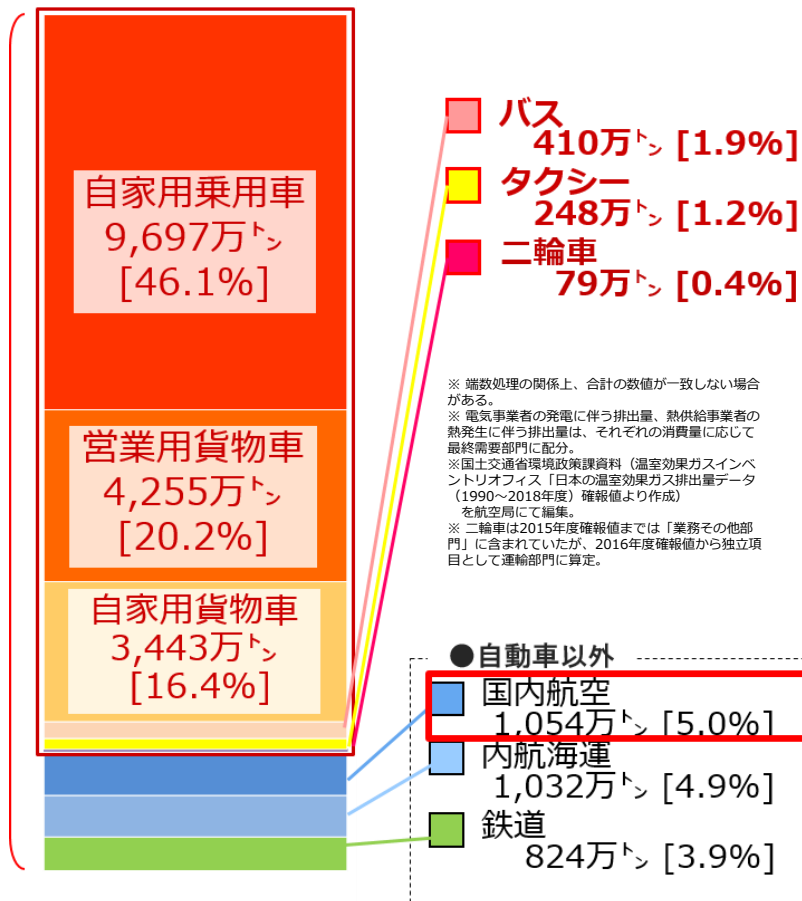 自家用乗用車
9,697万㌧
[46.1%]
営業用貨物車
4,255万㌧
[20.2%]
自家用貨物車
3,443万㌧
[16.4%]
バス
410万㌧ [1.9%]
タクシー
248万㌧ [1.2%]
二輪車
79万㌧ [0.4%]
※ 端数処理の関係上、合計の数値が一致しない場合
がある。
※ 電気事業者の発電に伴う排出量、熱供給事業者の
熱発生に伴う排出量は、それぞれの消費量に応じて
最終需要部門に配分。
※国土交通省環境政策課資料（温室効果ガスインベ
ントリオフィス「日本の温室効果ガス排出量データ
（1990～2018年度）確報値より作成）
を航空局にて編集。
※ 二輪車は2015年度確報値までは「業務その他部
門」に含まれていたが、2016年度確報値から独立項
目として運輸部門に算定。
●自動車以外
国内航空
1,054万㌧ [5.0%]
内航海運
1,032万㌧ [4.9%]
鉄道
824万㌧ [3.9%]